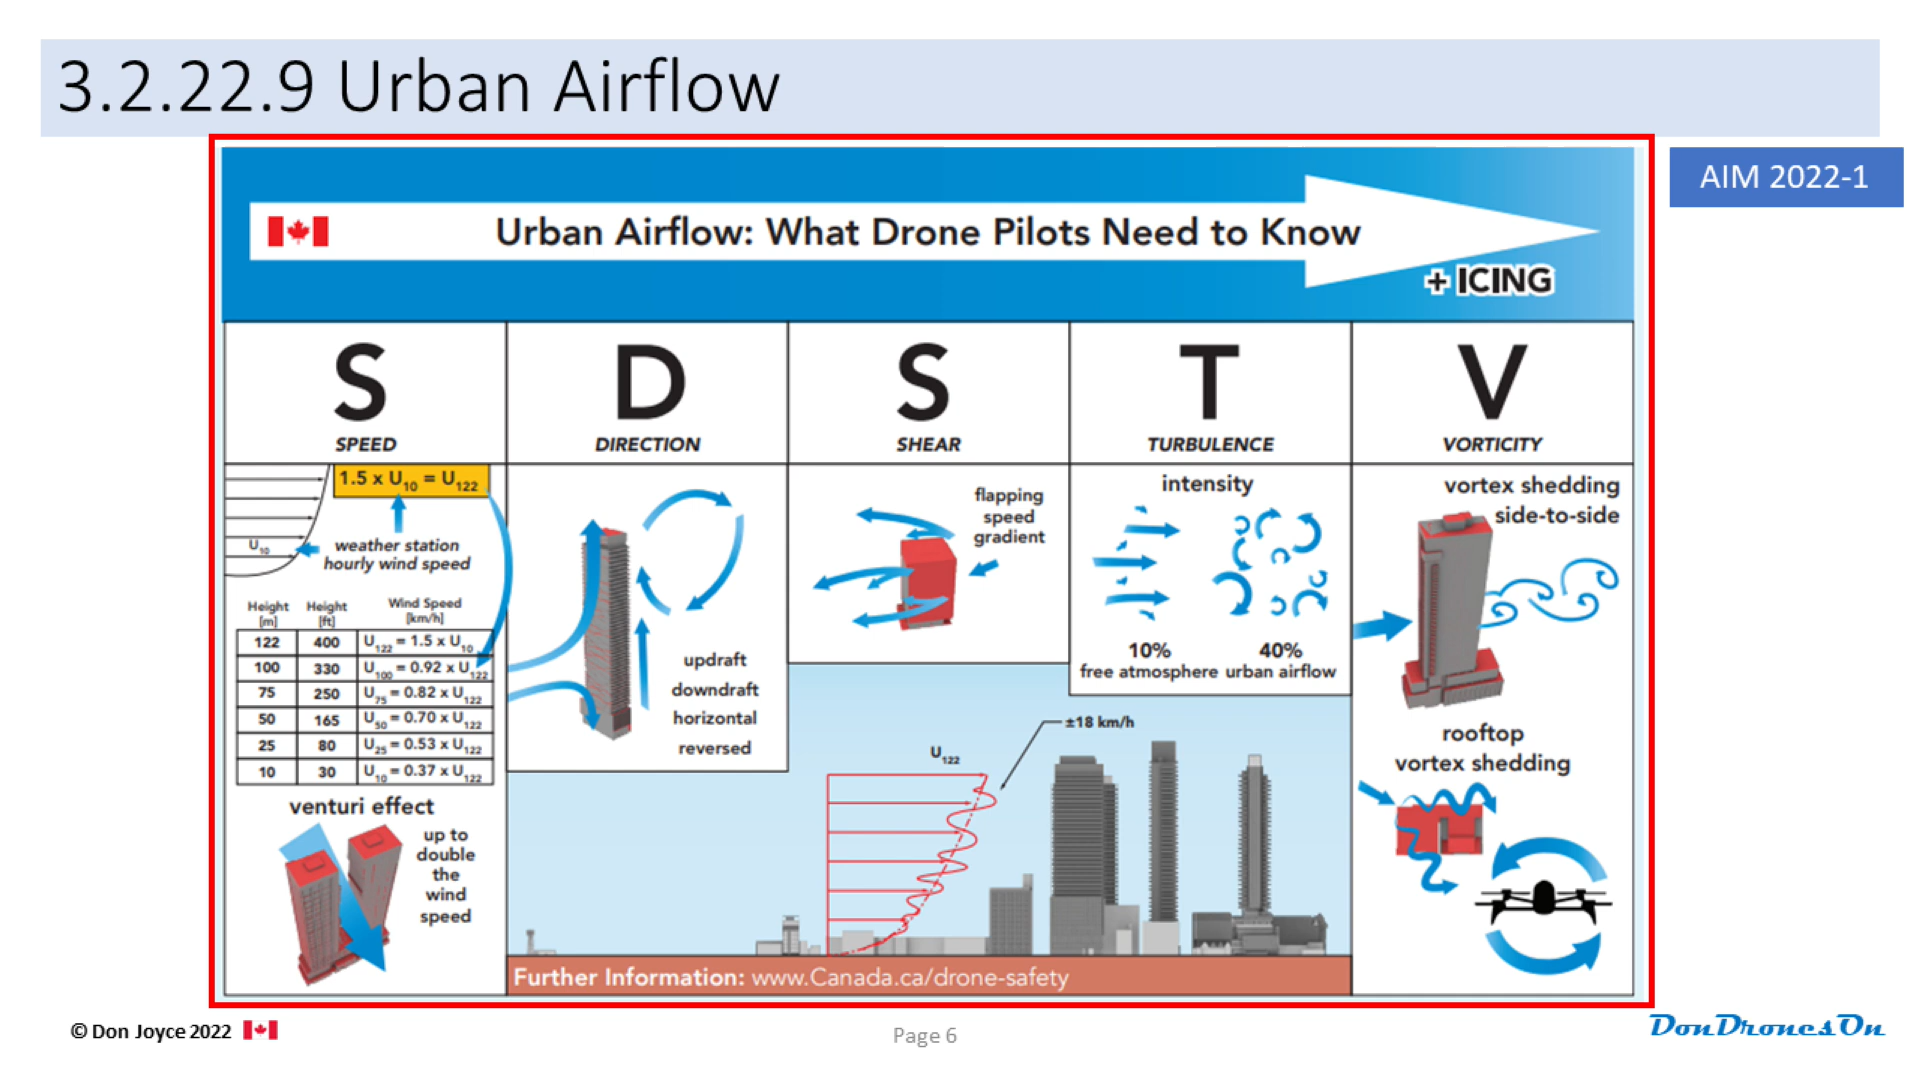 3.2.22.9 Urban Airflow
AIM 2022-1
Urban Airflow: What Drone Pilots Need to Know
+ ICING
S
SPEED
D
DIRECTION
S
SHEAR
T
TURBULENCE
V
VORTICITY
1.5 x U10 = U122
U10
weather station
hourly wind speed
Height [m] Height [ft] Wind Speed [km/h]
122 400 U122 = 1.5 x U10
100 330 U100 = 0.92 x U122
75 250 U75 = 0.82 x U122
50 165 U50 = 0.70 x U122
25 80 U25 = 0.53 x U122
10 30 U10 = 0.37 x U122
venturi effect
up to
double
the
wind
speed
updraft
downdraft
horizontal
reversed
flapping
speed
gradient
intensity
10%
free atmosphere
40%
urban airflow
vortex shedding
side-to-side
rooftop
vortex shedding
U122
±18 km/h
Further Information: www.Canada.ca/drone-safety
© Don Joyce 2022
Page 6
DonDronesOn